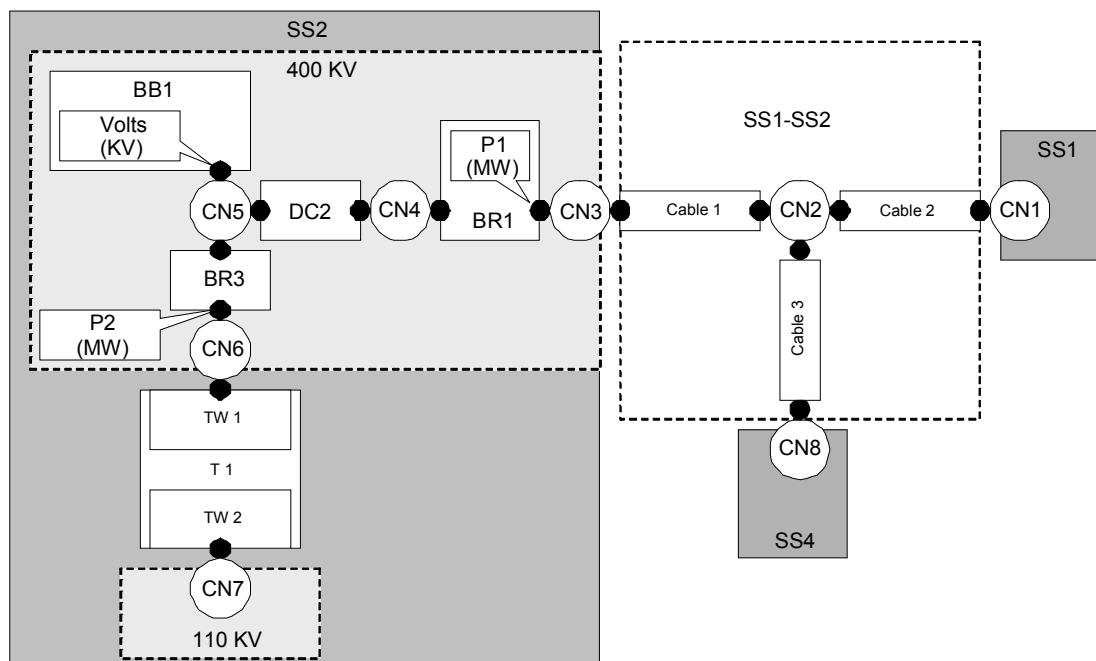 SS2
400 KV
BB1
Volts
(KV)
P1
(MW)
SS1-SS2
SS1
CN5
DC2
CN4
BR1
CN3
Cable 1
CN2
Cable 2
CN1
BR3
P2
(MW)
CN6
Cable 3
TW 1
T 1
TW 2
CN8
SS4
CN7
110 KV